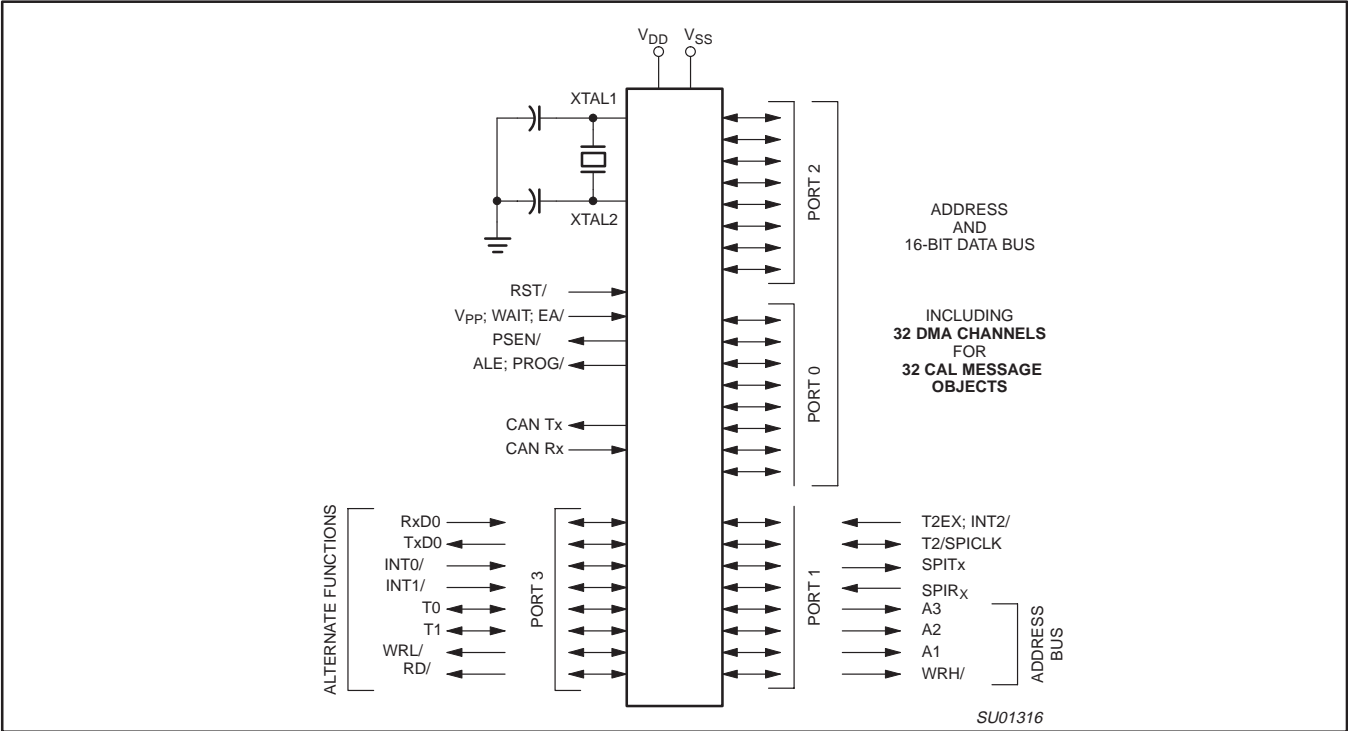 VDD VSS
XTAL1
XTAL2
PORT 2
ADDRESS
AND
16-BIT DATA BUS
RST/
VPP; WAIT; EA/
PSEN/
ALE; PROG/
CAN Tx
CAN Rx
PORT 0
INCLUDING
32 DMA CHANNELS
FOR
32 CAL MESSAGE
OBJECTS
ALTERNATE FUNCTIONS
RxD0
TxD0
INT0/
INT1/
T0
T1
WRL/
RD/
PORT 3
PORT 1
T2EX; INT2/
T2/SPICLK
SPITx
SPIRX
A3
A2
A1
WRH/
ADDRESS
BUS
SU01316